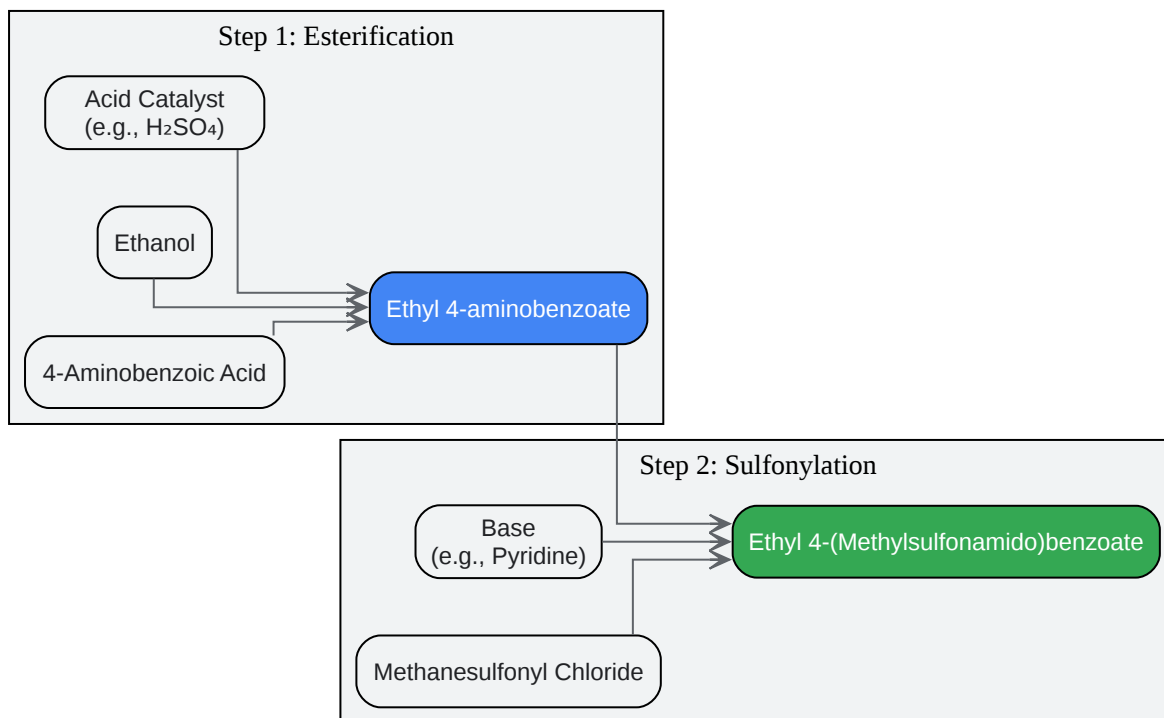 Step 1: Esterification
Acid Catalyst
(e.g., H₂SO₄)
Ethanol
Ethyl 4-aminobenzoate
4-Aminobenzoic Acid
Step 2: Sulfonylation
Base
(e.g., Pyridine)
Ethyl 4-(Methylsulfonamido)benzoate
Methanesulfonyl Chloride